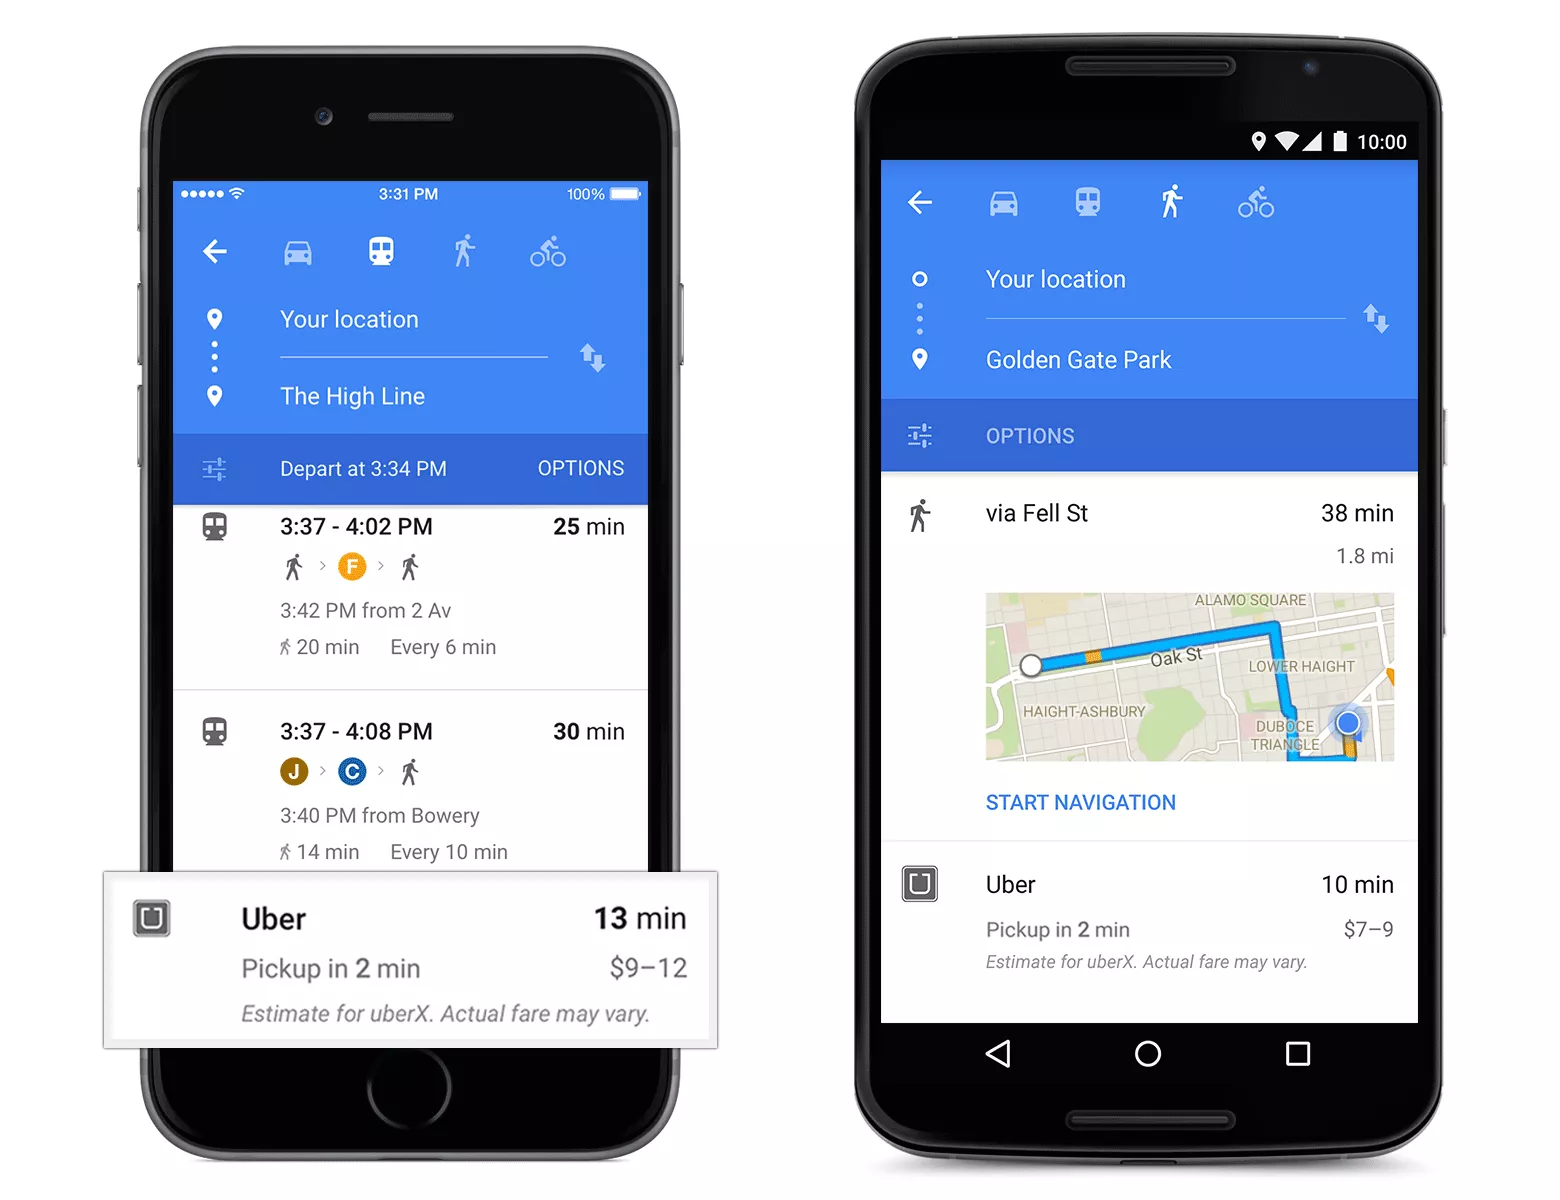 3:31 PM
100%
Your location
The High Line
Depart at 3:34 PM OPTIONS
3:37 - 4:02 PM 25 min
F
3:42 PM from 2 Av
20 min Every 6 min
3:37 - 4:08 PM 30 min
J C
3:40 PM from Bowery
14 min Every 10 min
Uber 13 min
Pickup in 2 min $9–12
Estimate for uberX. Actual fare may vary.
10:00
Your location
Golden Gate Park
OPTIONS
via Fell St 38 min
1.8 mi
ALAMO SQUARE
Oak St
LOWER HAIGHT
HAIGHT-ASHBURY
DUBOCE
TRIANGLE
START NAVIGATION
Uber 10 min
Pickup in 2 min $7–9
Estimate for uberX. Actual fare may vary.